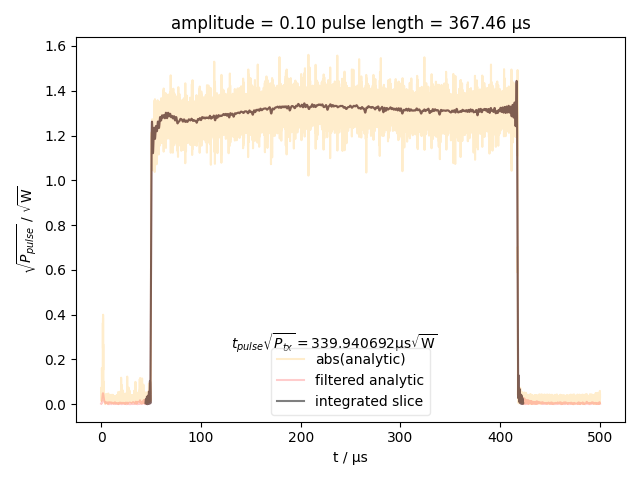 amplitude = 0.10 pulse length = 367.46 µs
1.6
1.4
1.2
1.0
0.8
0.6
0.4
0.2
0.0
√P_pulse / √W
t_pulse√P_tx = 339.940692µs√W
abs(analytic)
filtered analytic
integrated slice
0 100 200 300 400 500
t / µs